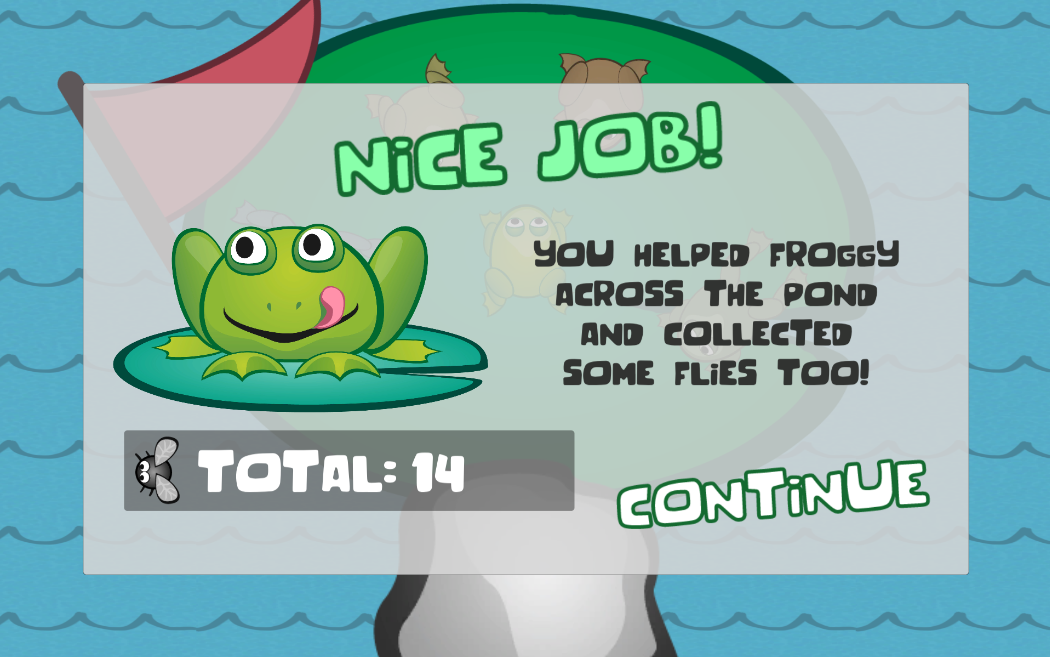 NiCE JOB!
YOU HELPED FROGGY
ACROSS THE POND
AND COLLECTED
SOME FLiES TOO!
TOTAL: 14
CONTiNUE